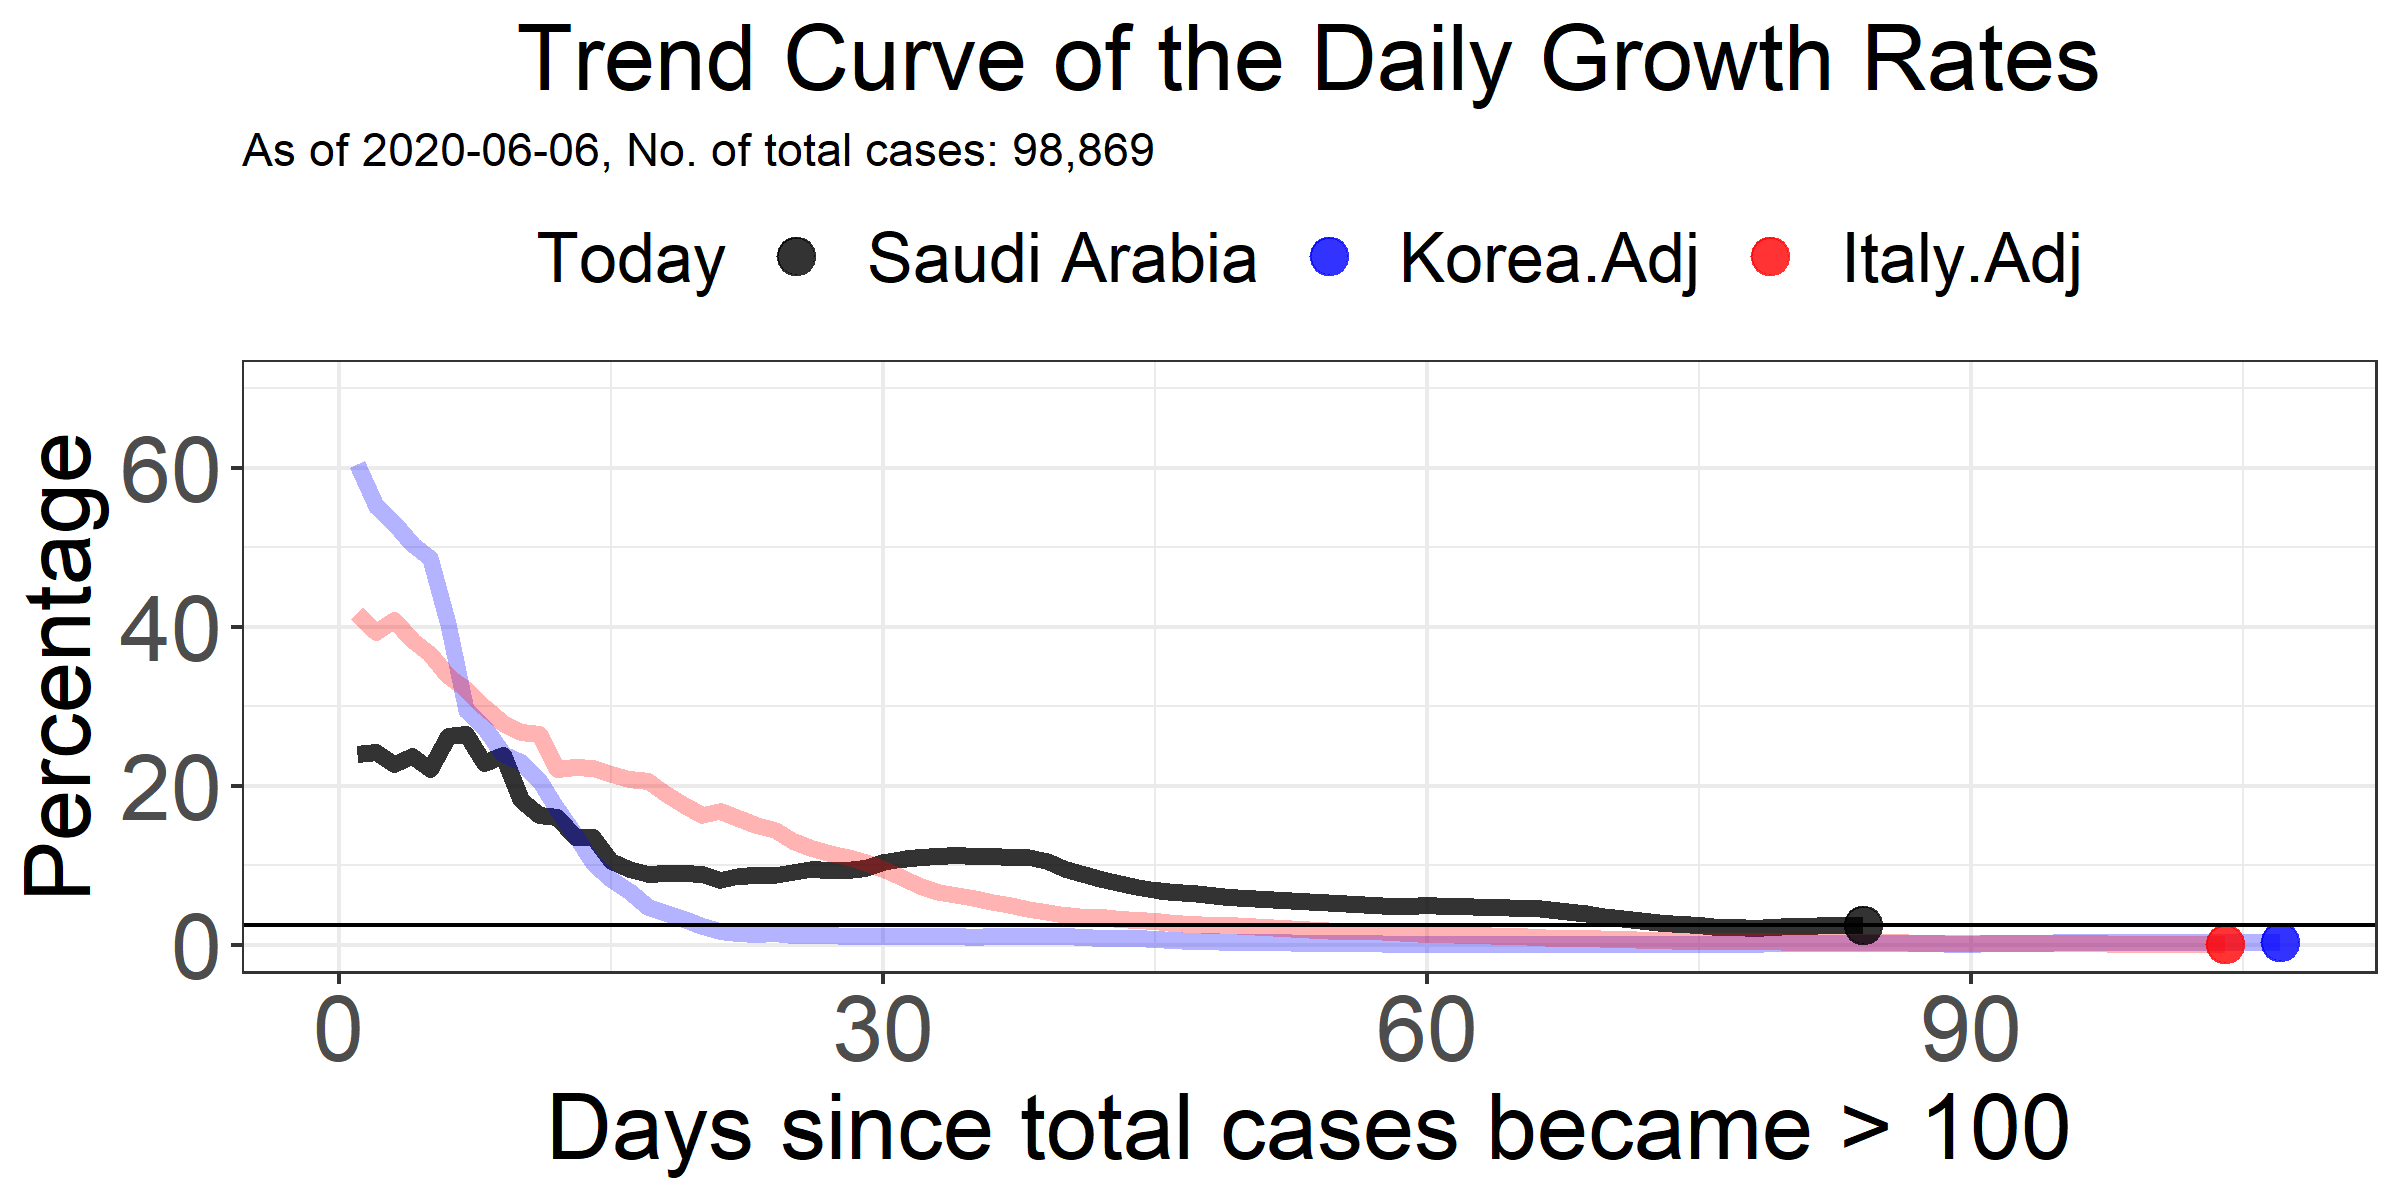 Trend Curve of the Daily Growth Rates
As of 2020-06-06, No. of total cases: 98,869
Today Saudi Arabia Korea.Adj Italy.Adj
Percentage
60
40
20
0
0 30 60 90
Days since total cases became > 100